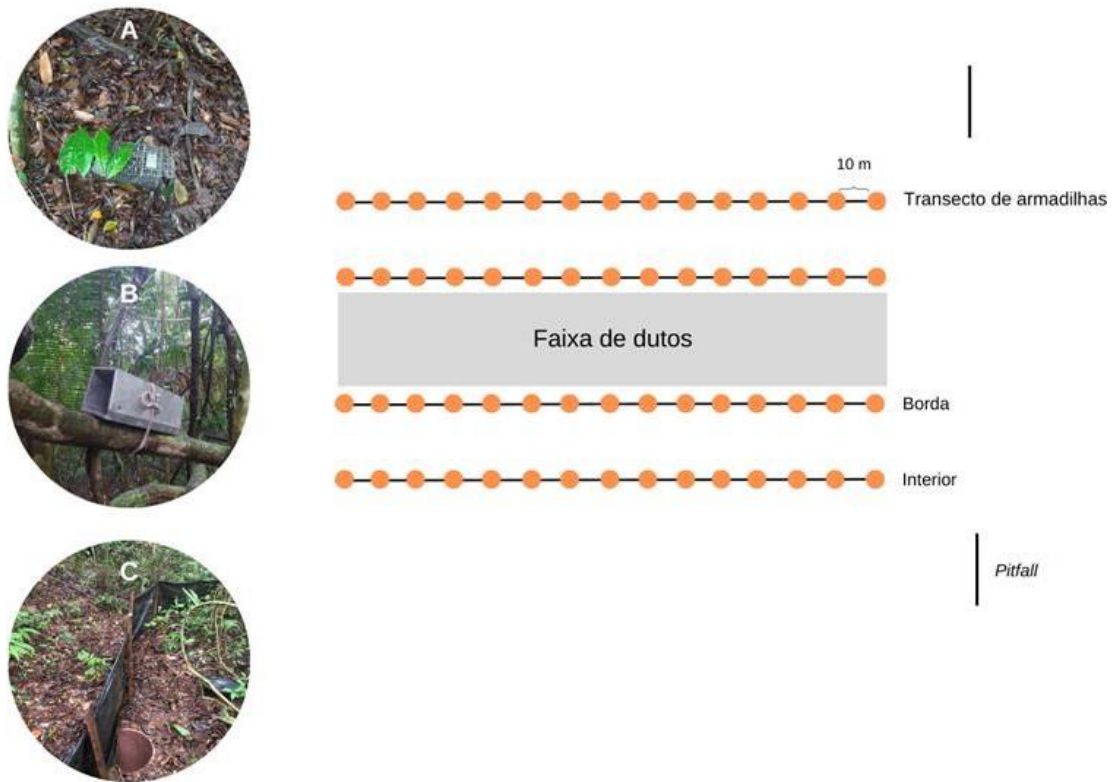 A
10 m
Transecto de armadilhas
B
Faixa de dutos
Borda
Interior
C
Pitfall